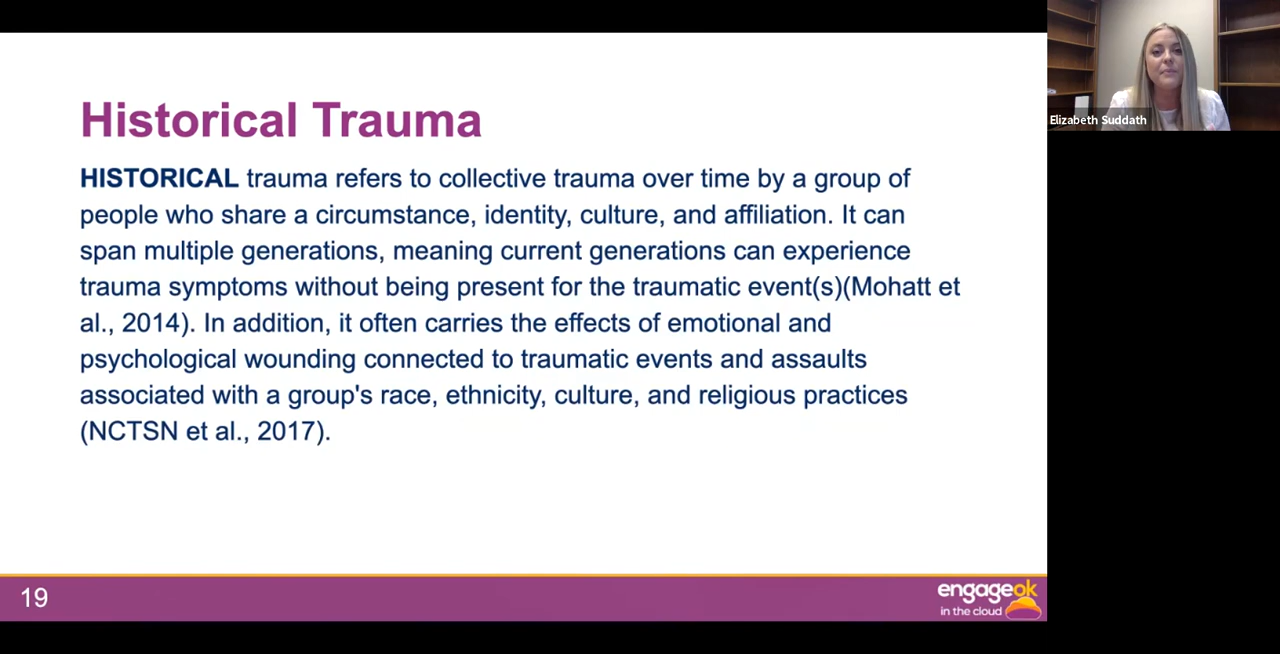 Historical Trauma
HISTORICAL trauma refers to collective trauma over time by a group of
people who share a circumstance, identity, culture, and affiliation. It can
span multiple generations, meaning current generations can experience
trauma symptoms without being present for the traumatic event(s)(Mohatt et
al., 2014). In addition, it often carries the effects of emotional and
psychological wounding connected to traumatic events and assaults
associated with a group's race, ethnicity, culture, and religious practices
(NCTSN et al., 2017).
19
engageok
in the cloud
Elizabeth Suddath